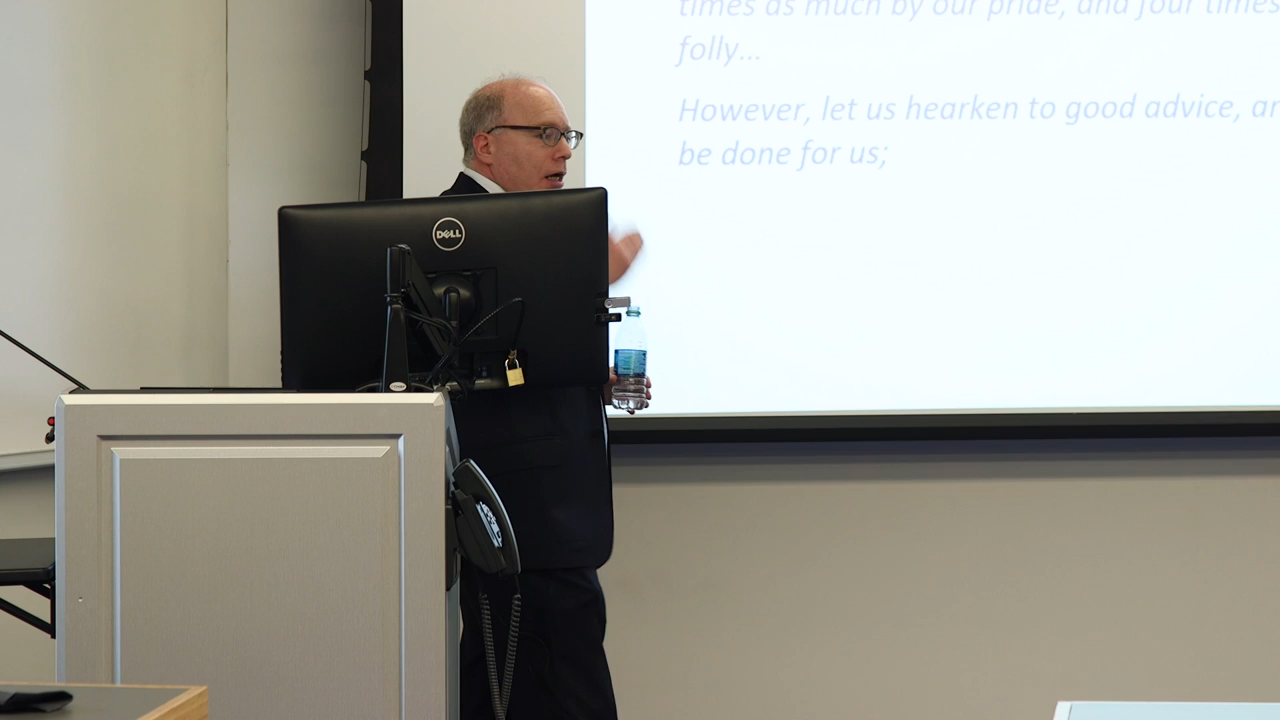 times as much by our pride, and four times
folly...
However, let us hearken to good advice,
be done for us;
DELL